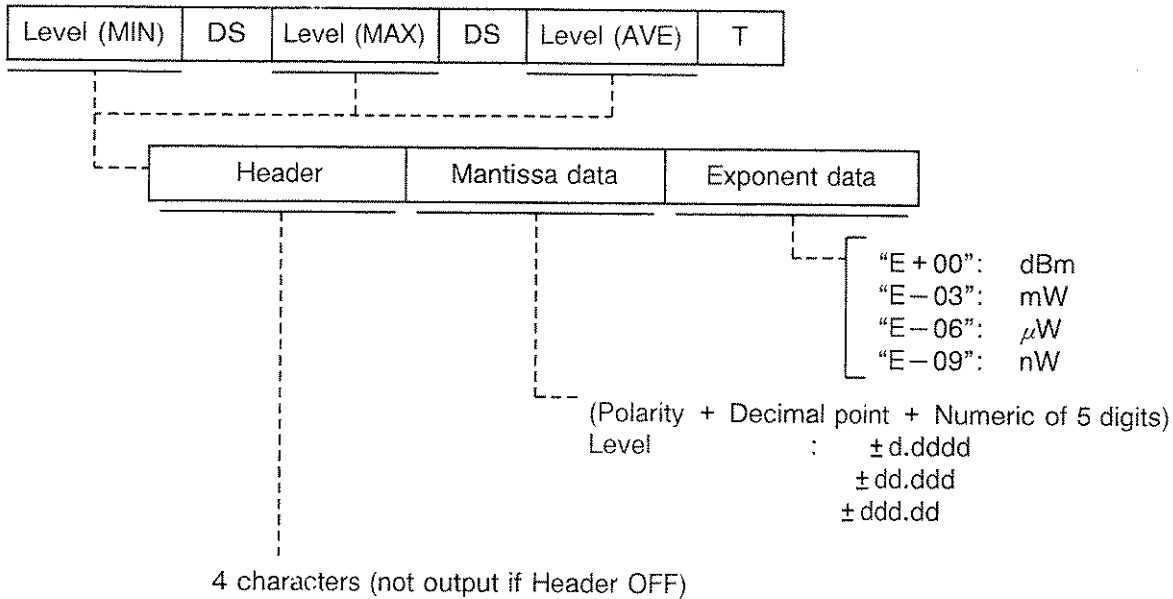 Level (MIN) DS Level (MAX) DS Level (AVE) T
Header Mantissa data Exponent data
“E+00”: dBm
“E−03”: mW
“E−06”: μW
“E−09”: nW
(Polarity + Decimal point + Numeric of 5 digits)
Level : ±d.dddd
±dd.ddd
±ddd.dd
4 characters (not output if Header OFF)